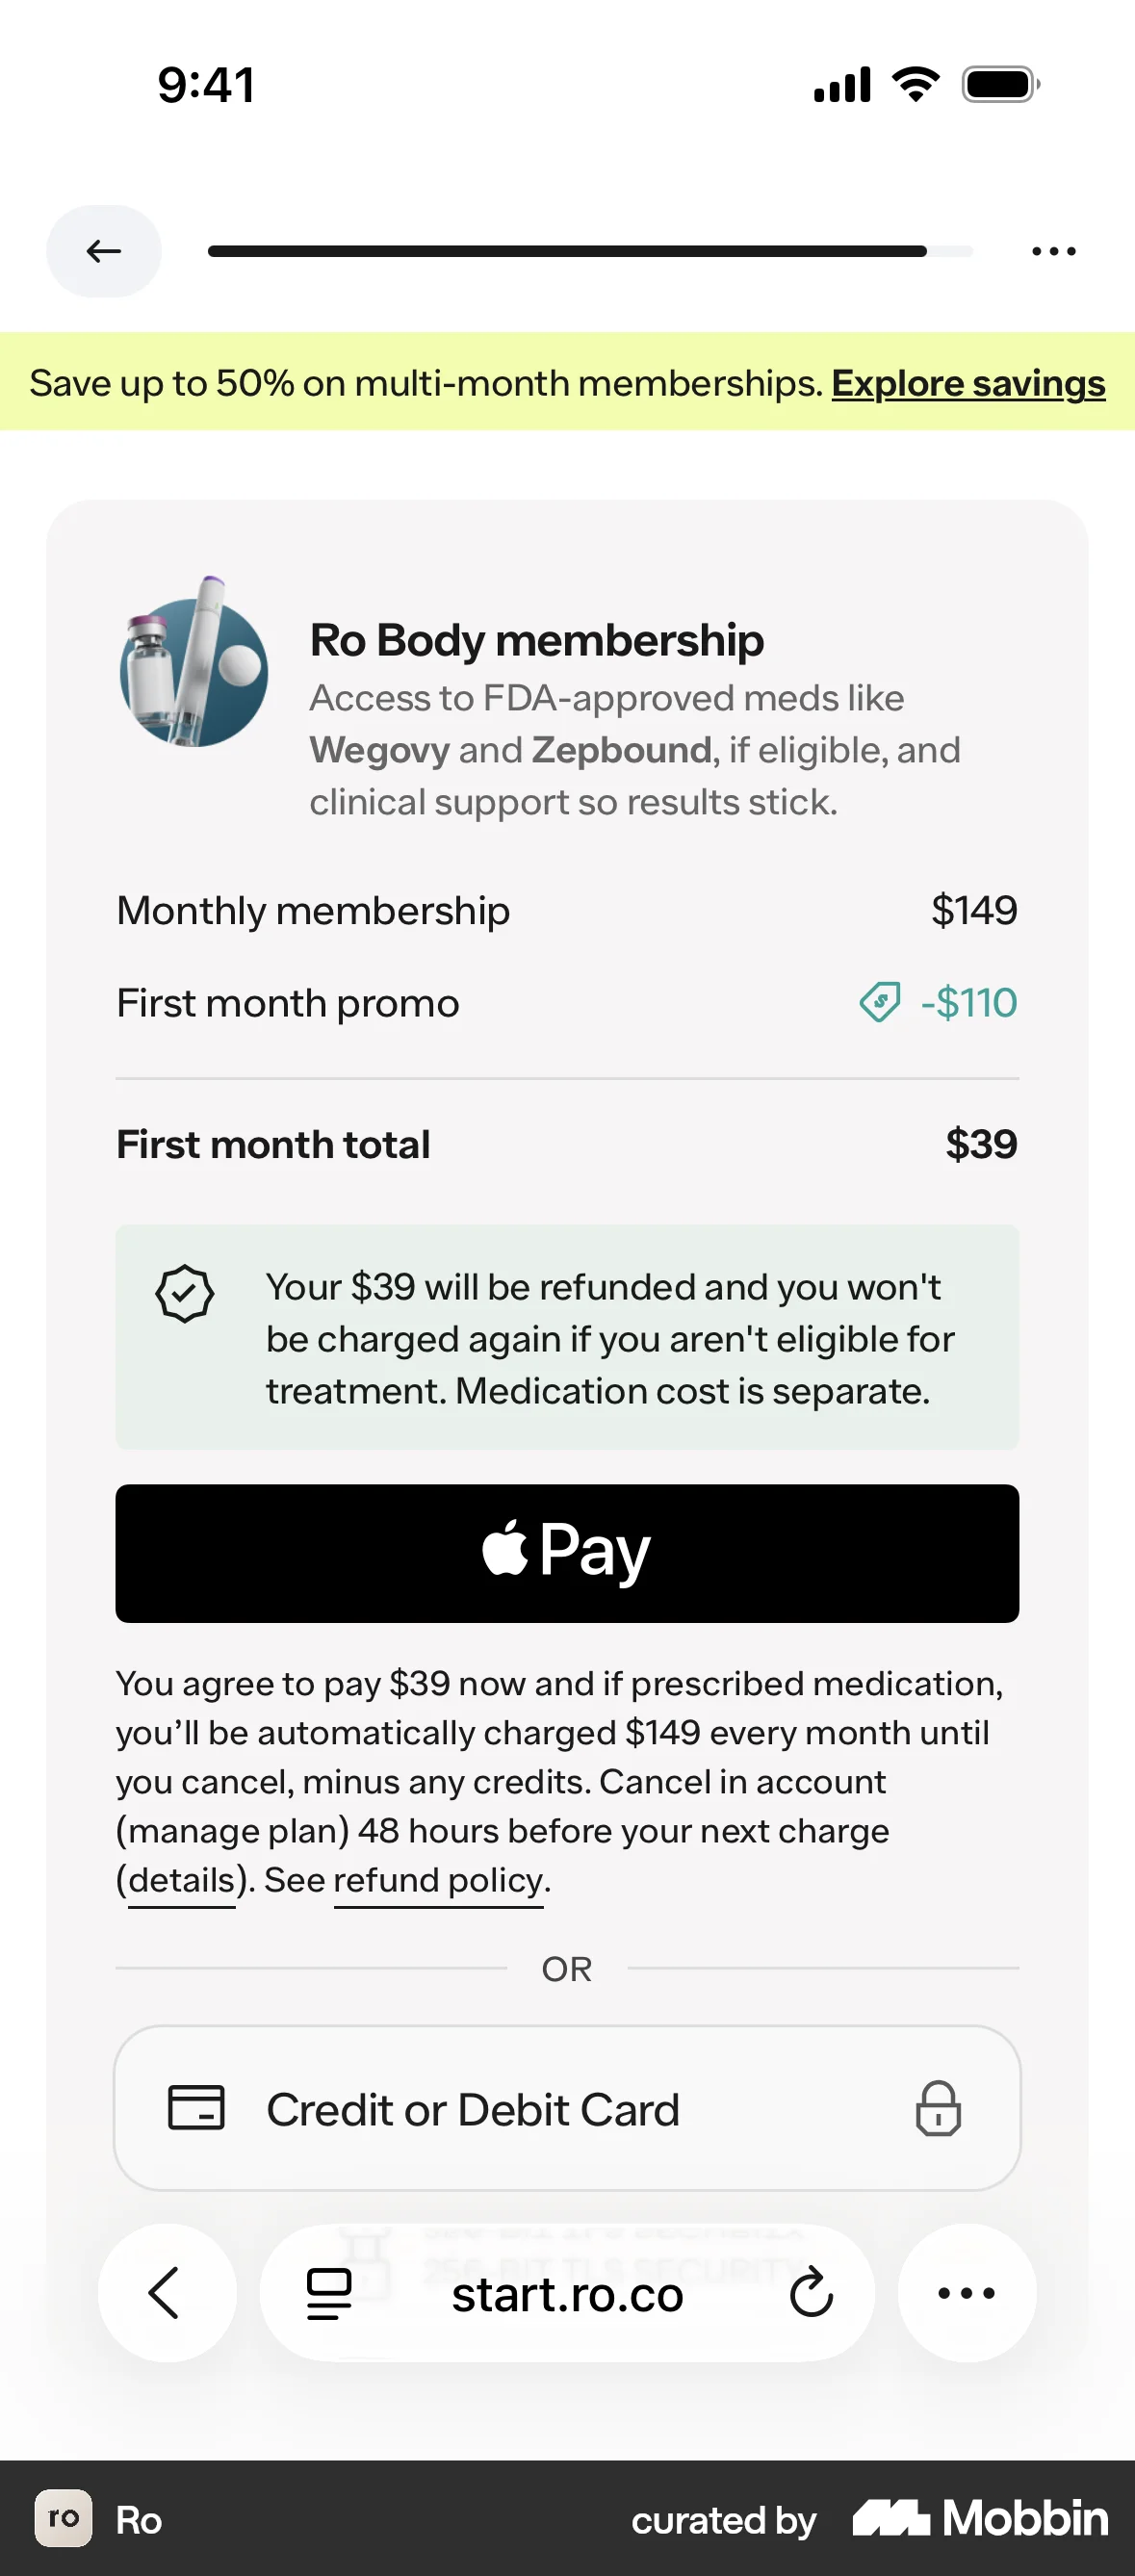 9:41
Save up to 50% on multi-month memberships. Explore savings
Ro Body membership
Access to FDA-approved meds like
Wegovy and Zepbound, if eligible, and
clinical support so results stick.
Monthly membership $149
First month promo -$110
First month total $39
Your $39 will be refunded and you won't
be charged again if you aren't eligible for
treatment. Medication cost is separate.
Pay
You agree to pay $39 now and if prescribed medication,
you’ll be automatically charged $149 every month until
you cancel, minus any credits. Cancel in account
(manage plan) 48 hours before your next charge
(details). See refund policy.
OR
Credit or Debit Card
256-BIT TLS SECURITY
start.ro.co
ro Ro curated by Mobbin